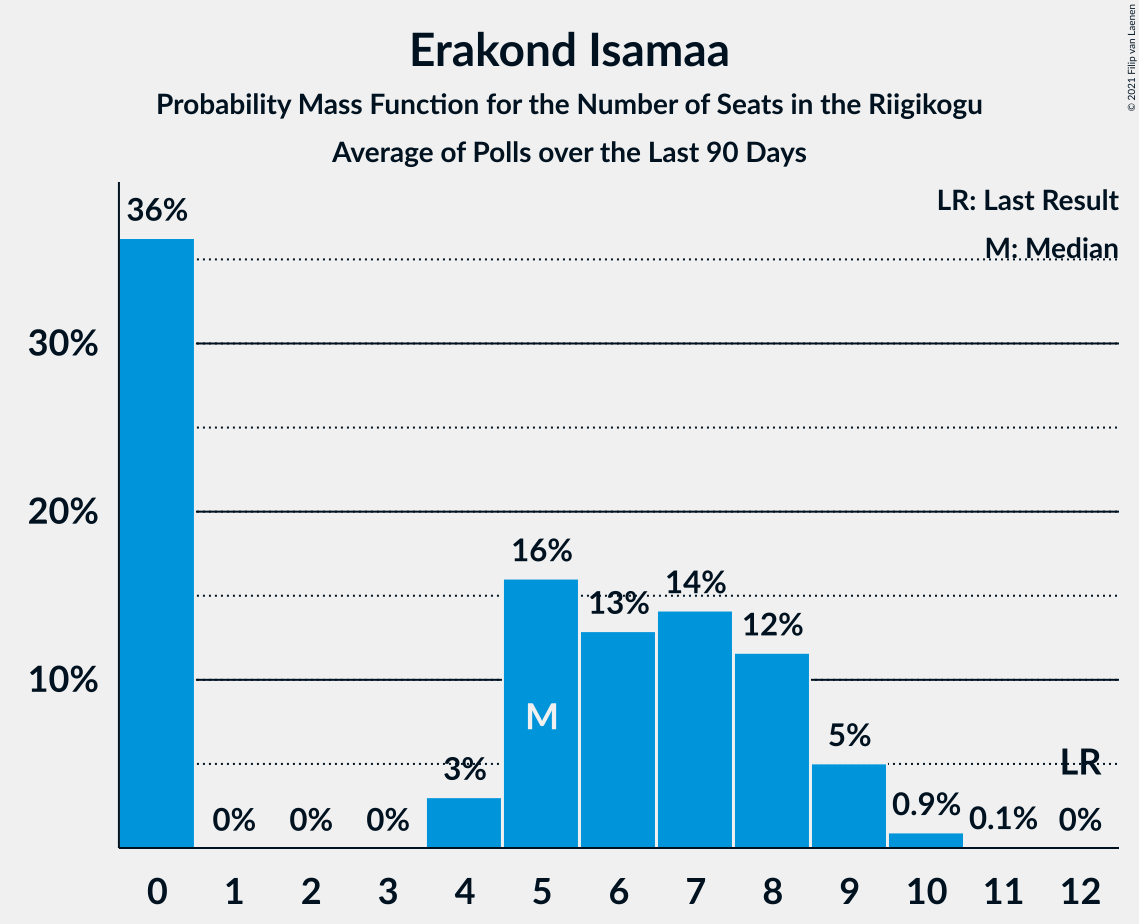 Erakond Isamaa
Probability Mass Function for the Number of Seats in the Riigikogu
Average of Polls over the Last 90 Days
© 2021 Filip van Laenen
LR: Last Result
M: Median
36%
30%
20%
10%
0%
0%
0%
3%
16%
13%
14%
12%
5%
0.9%
0.1%
0%
M
LR
0 1 2 3 4 5 6 7 8 9 10 11 12